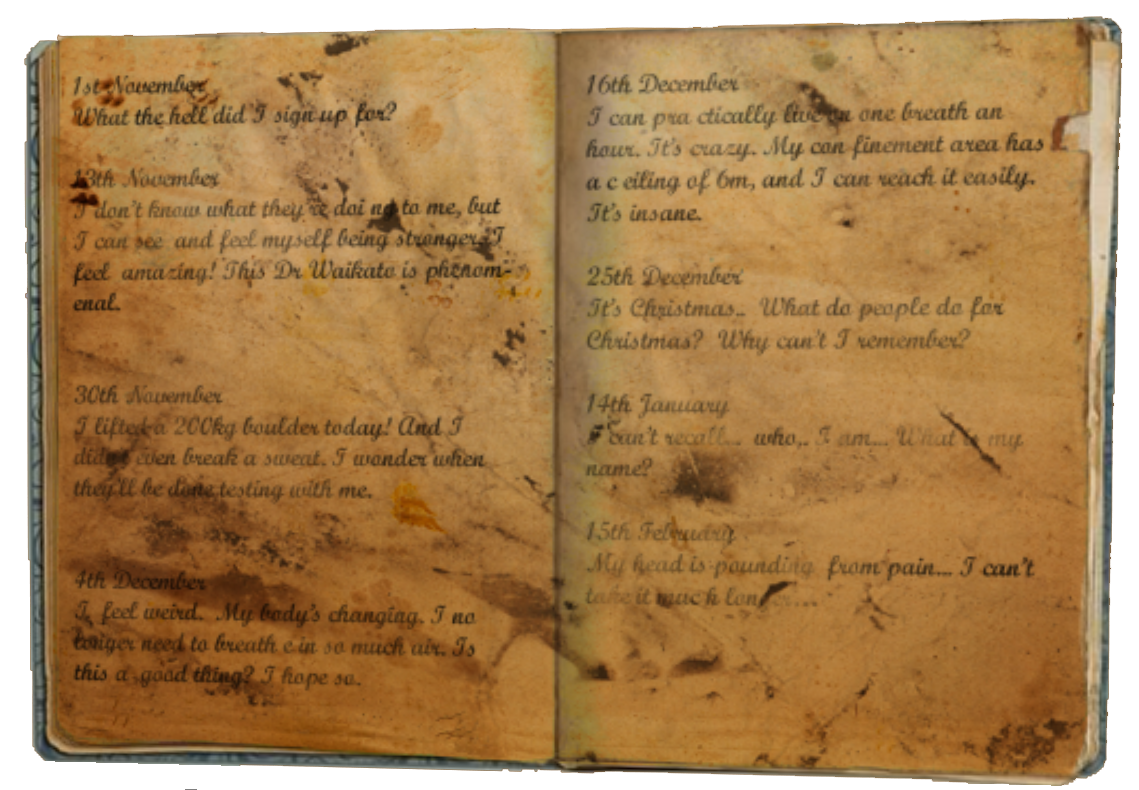 1st November
What the hell did I sign up for?
13th November
I don't know what they're doi ng to me, but
I can see and feel myself being stronger. I
feel amazing! This Dr Waikato is phenom-
enal.
30th November
I lifted a 200kg boulder today! And I
didn't even break a sweat. I wonder when
they'll be done testing with me.
4th December
I feel weird. My body's changing. I no
longer need to breath e in so much air. Is
this a good thing? I hope so.
16th December
I can pra ctically live on one breath an
hour. It's crazy. My con finement area has
a c eiling of 6m, and I can reach it easily.
It's insane.
25th December
It's Christmas.. What do people do for
Christmas? Why can't I remember?
14th January
I can't recall... who.. I am... What is my
name?
15th February
My head is pounding from pain... I can't
take it muc h longer...